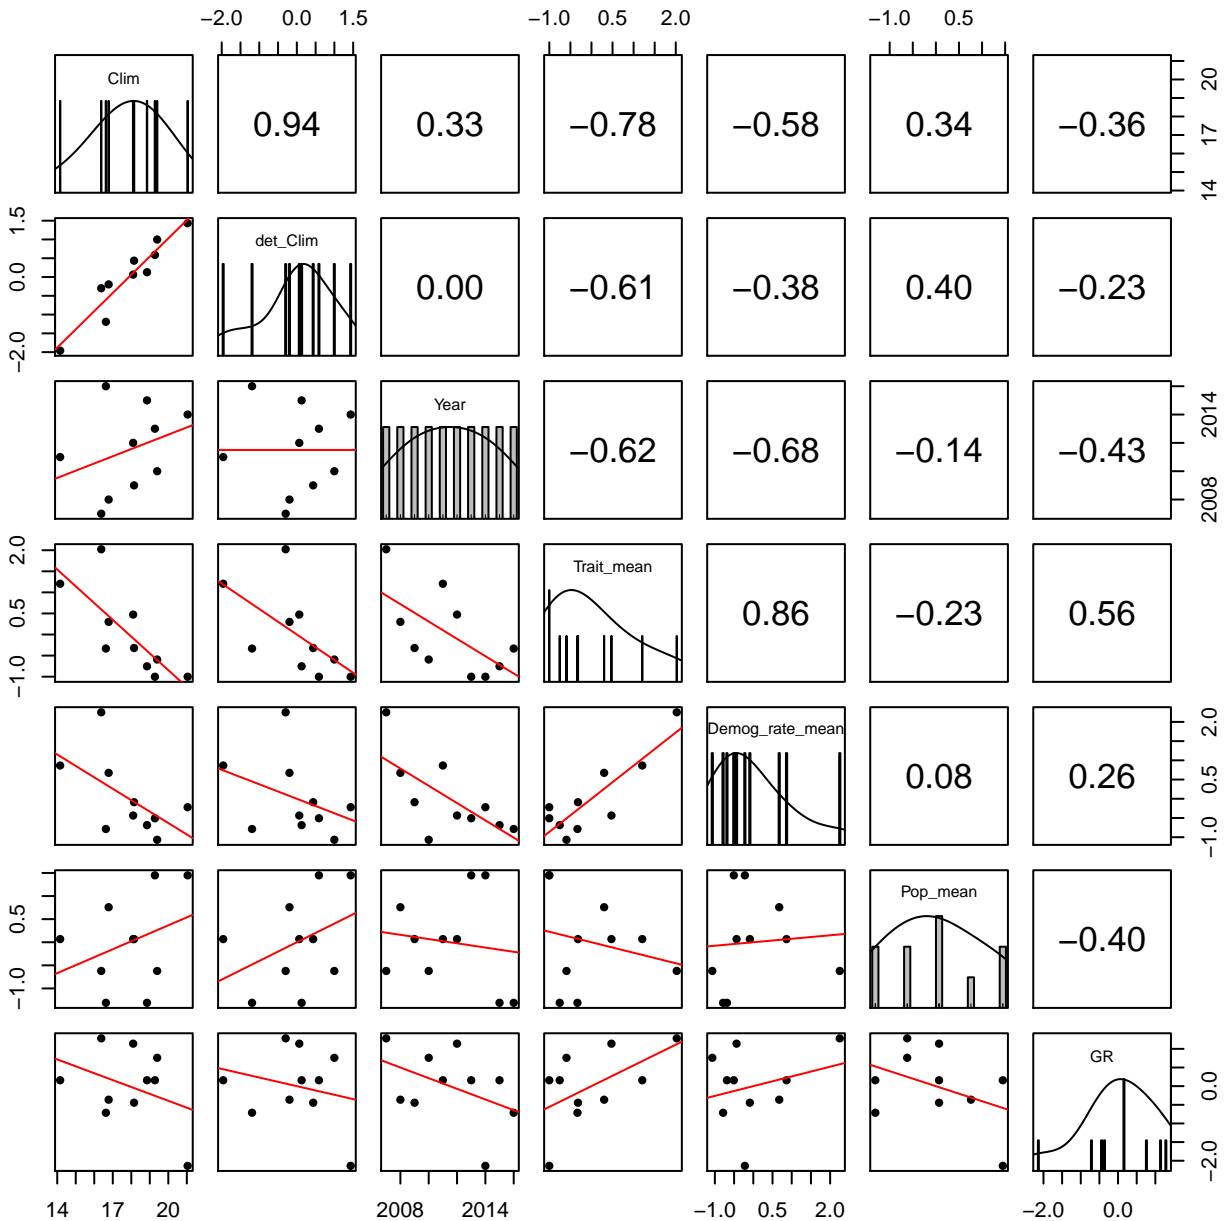 −2.0 0.0 1.5 −1.0 0.5 2.0 −1.0 0.5
Clim 0.94 0.33 −0.78 −0.58 0.34 −0.36 14 17 20
−2.0 0.0 1.5 det_Clim 0.00 −0.61 −0.38 0.40 −0.23
Year −0.62 −0.68 −0.14 −0.43 2008 2014
−1.0 0.5 2.0 Trait_mean 0.86 −0.23 0.56
Demog_rate_mean 0.08 0.26 −1.0 0.5 2.0
−1.0 0.5 Pop_mean −0.40
GR −2.0 0.0
14 17 20 2008 2014 −1.0 0.5 2.0 −2.0 0.0